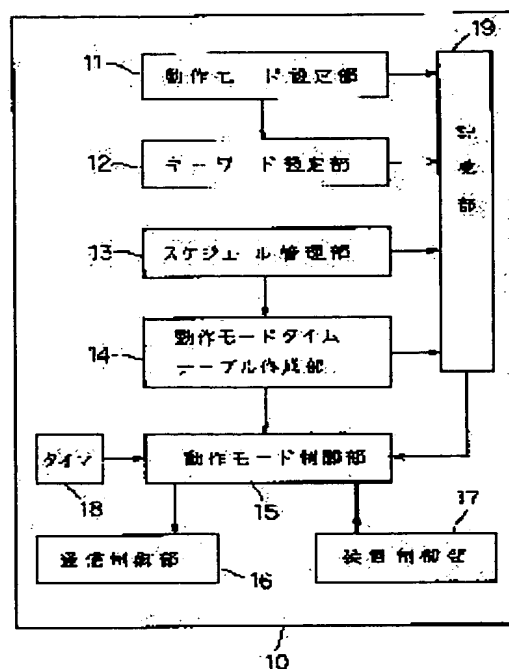 19
11
動作モード設定部
記憶部
12
キーワード設定部
13
スケジュール管理部
14
動作モードタイム
テーブル作成部
タイマ
18
動作モード制御部
15
17
通信制御部
16
装置制御部
10